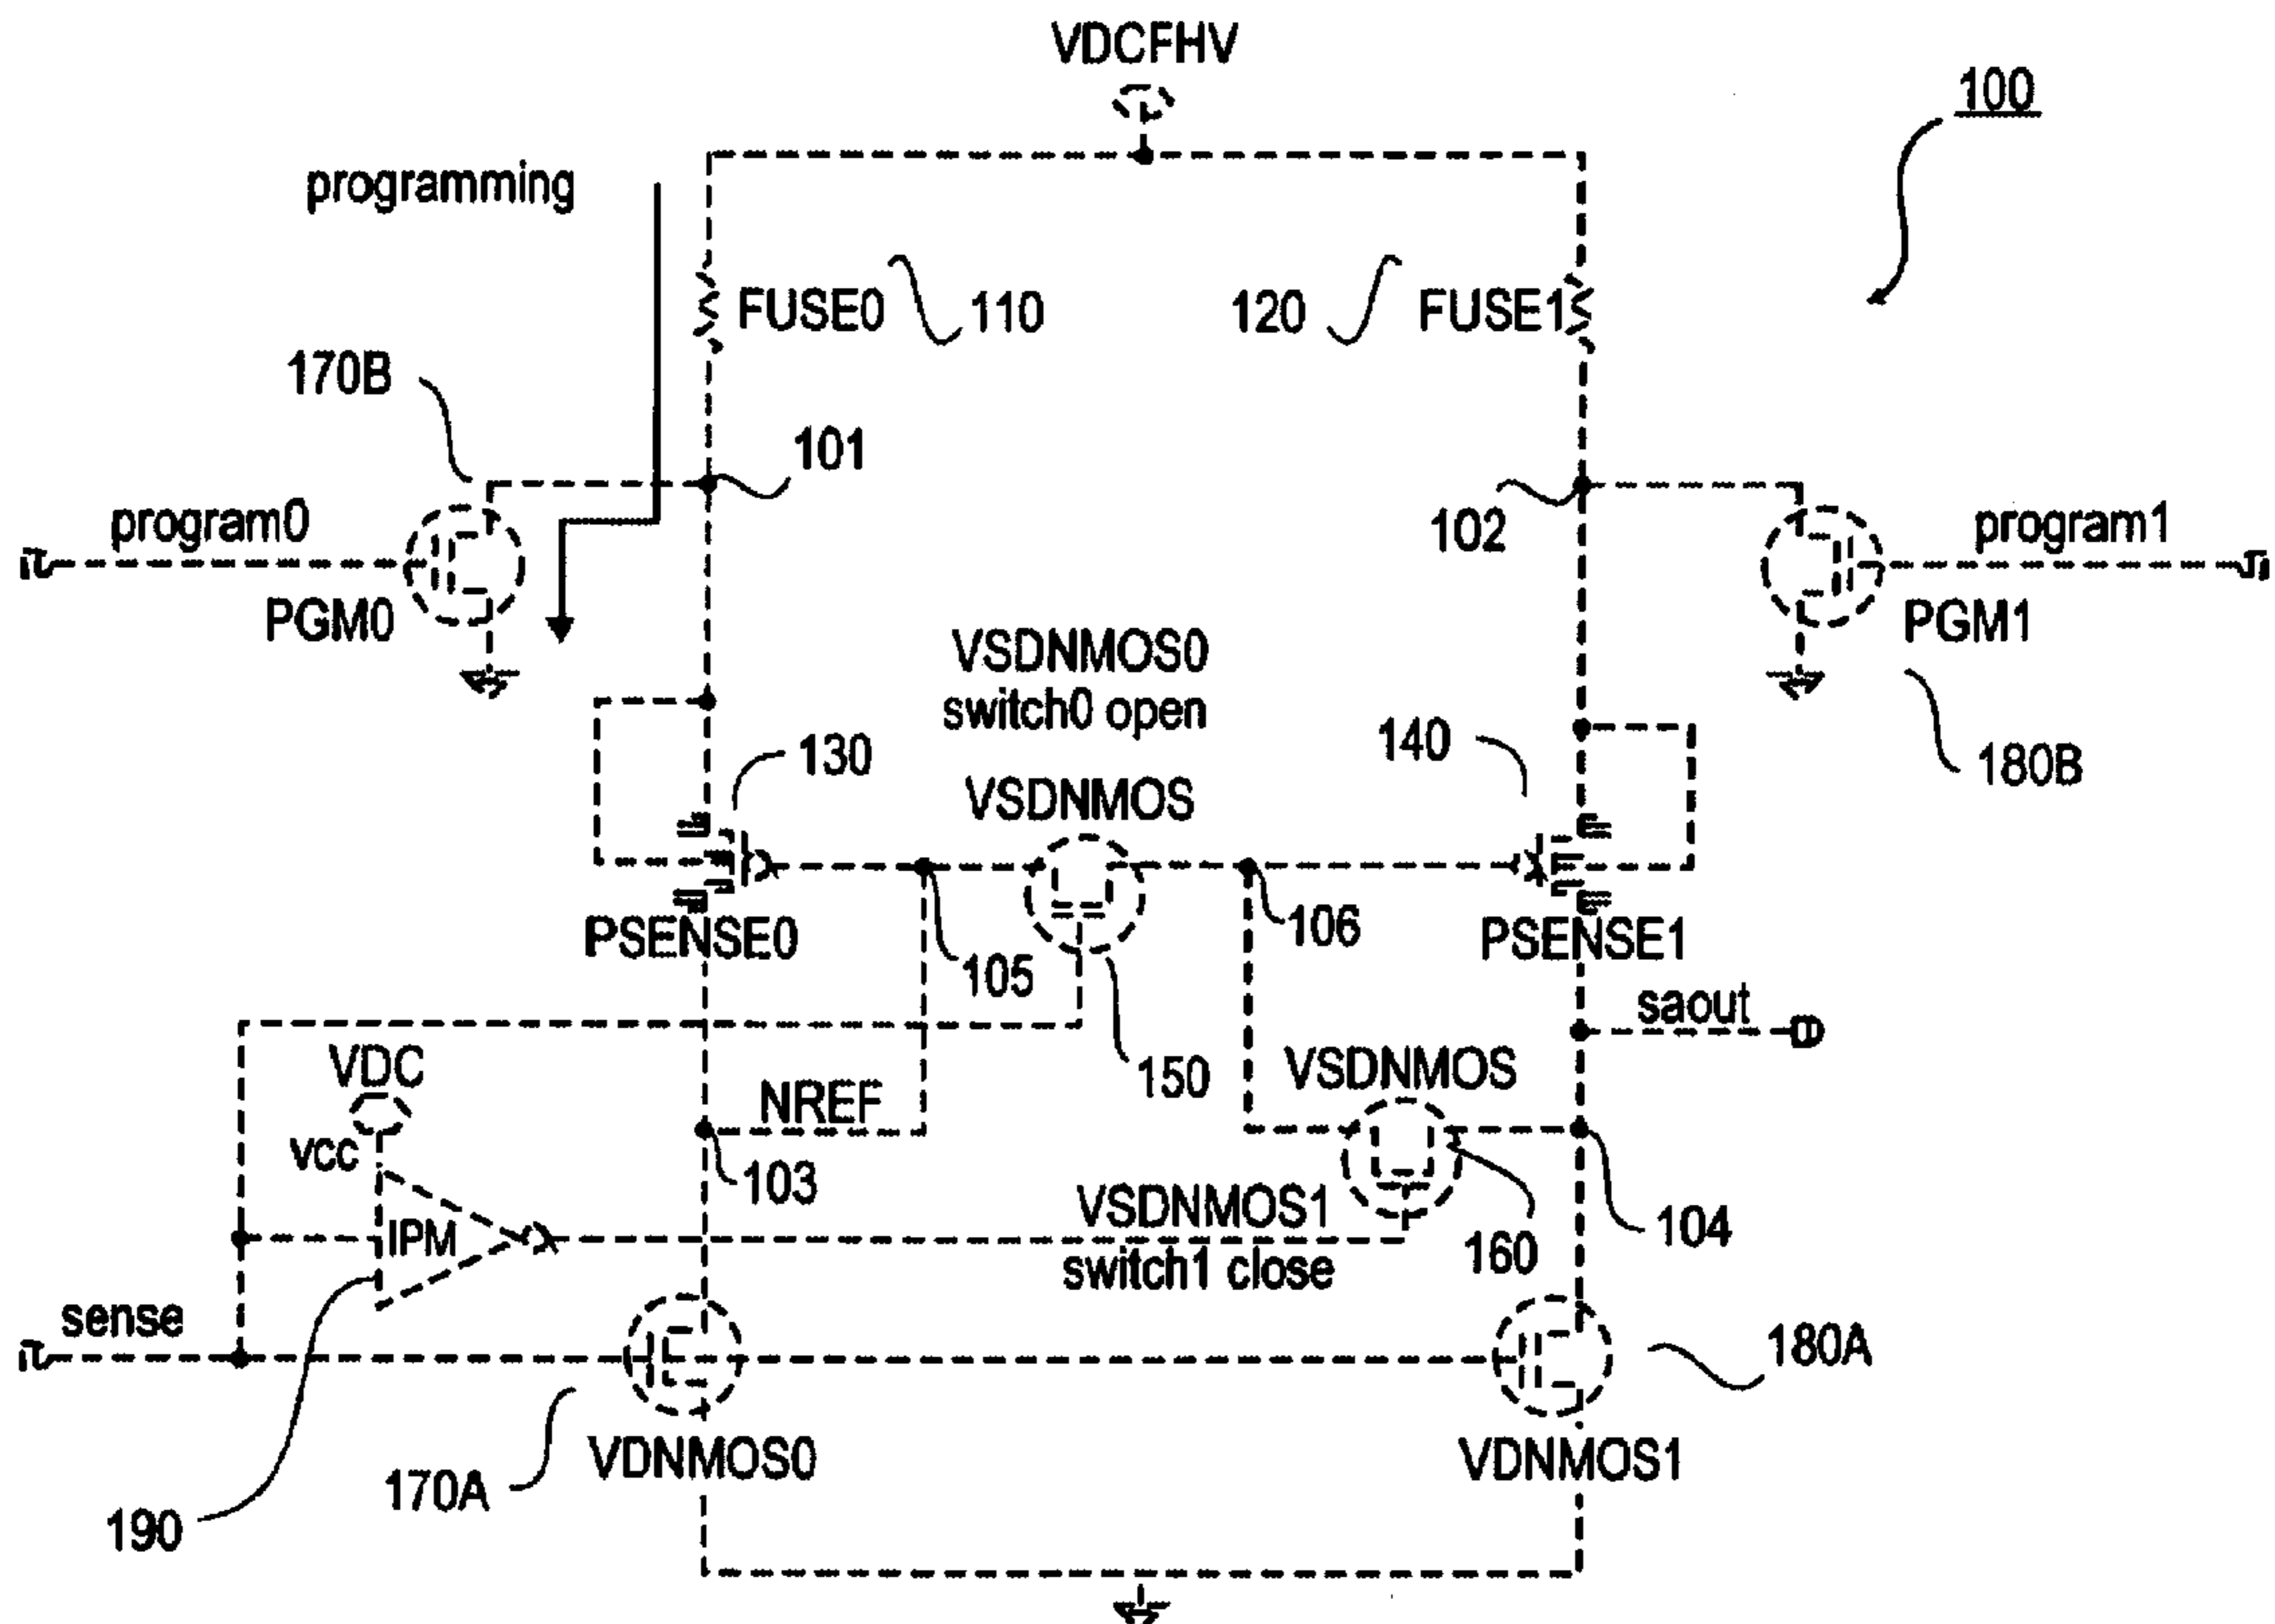 VDCFHV
100
programming
FUSE0
110
120
FUSE1
170B
101
program0
102
program1
PGM0
PGM1
VSDNMOS0
switch0 open
130
140
180B
VSDNMOS
PSENSE0
105
106
PSENSE1
saout
VDC
150
VSDNMOS
NREF
vcc
103
VSDNMOS1
104
IPM
160
switch1 close
sense
180A
VDNMOS0
VDNMOS1
170A
190